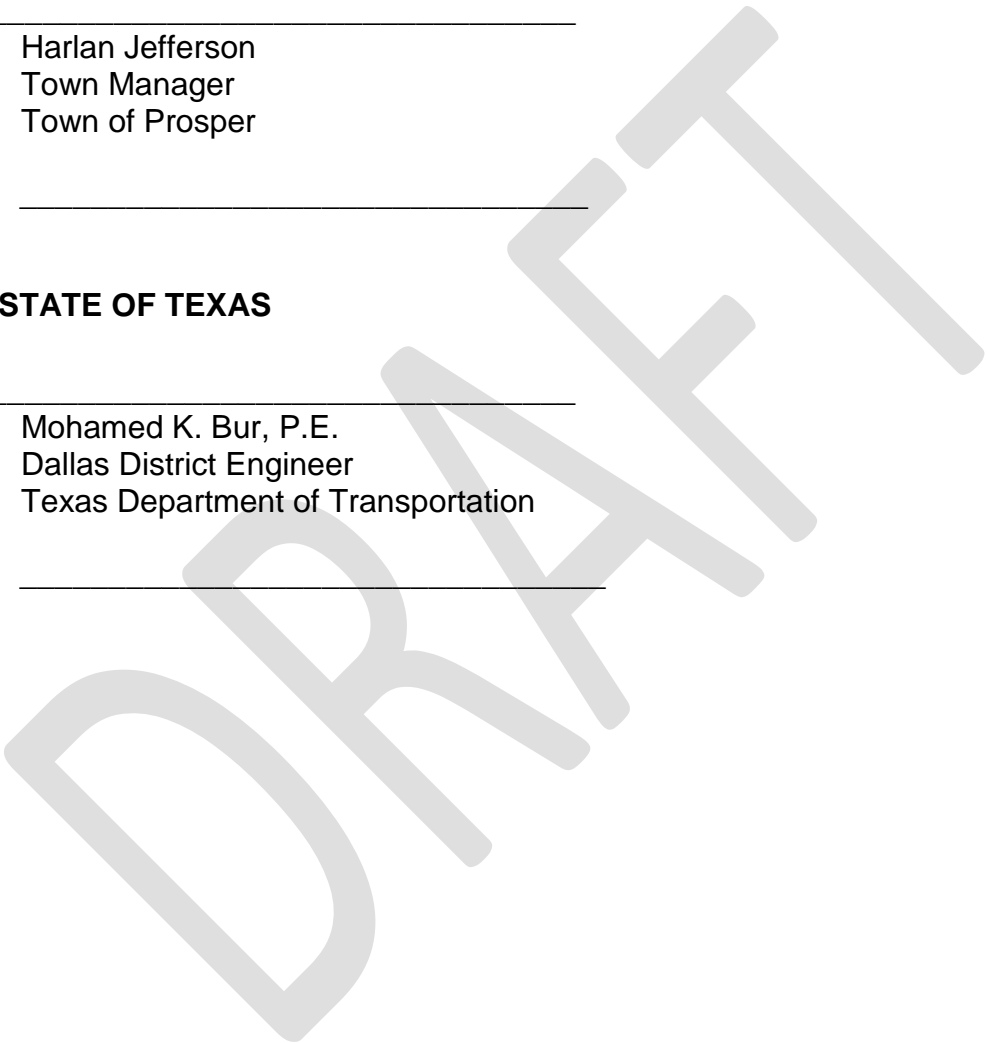 Harlan Jefferson
Town Manager
Town of Prosper
STATE OF TEXAS
Mohamed K. Bur, P.E.
Dallas District Engineer
Texas Department of Transportation
DRAFT